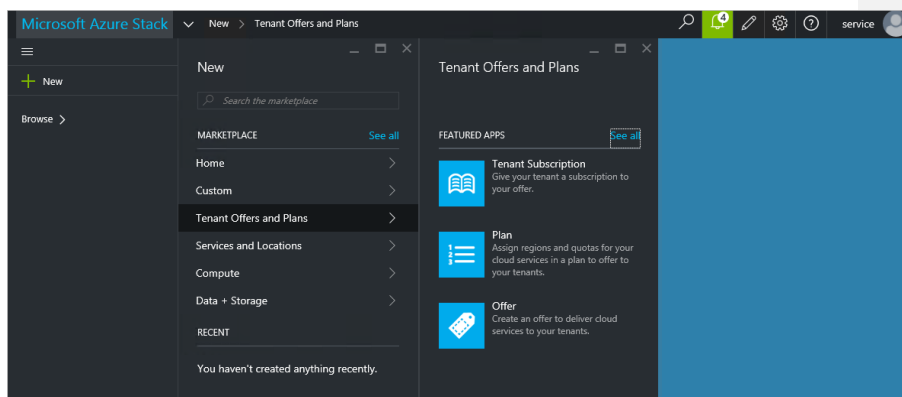 Microsoft Azure Stack
New > Tenant Offers and Plans
4
service
New
Browse >
New
Search the marketplace
MARKETPLACE See all
Home
Custom
Tenant Offers and Plans
Services and Locations
Compute
Data + Storage
RECENT
You haven't created anything recently.
Tenant Offers and Plans
FEATURED APPS See all
Tenant Subscription
Give your tenant a subscription to
your offer.
1
2
3
Plan
Assign regions and quotas for your
cloud services in a plan to offer to
your tenants.
Offer
Create an offer to deliver cloud
services to your tenants.